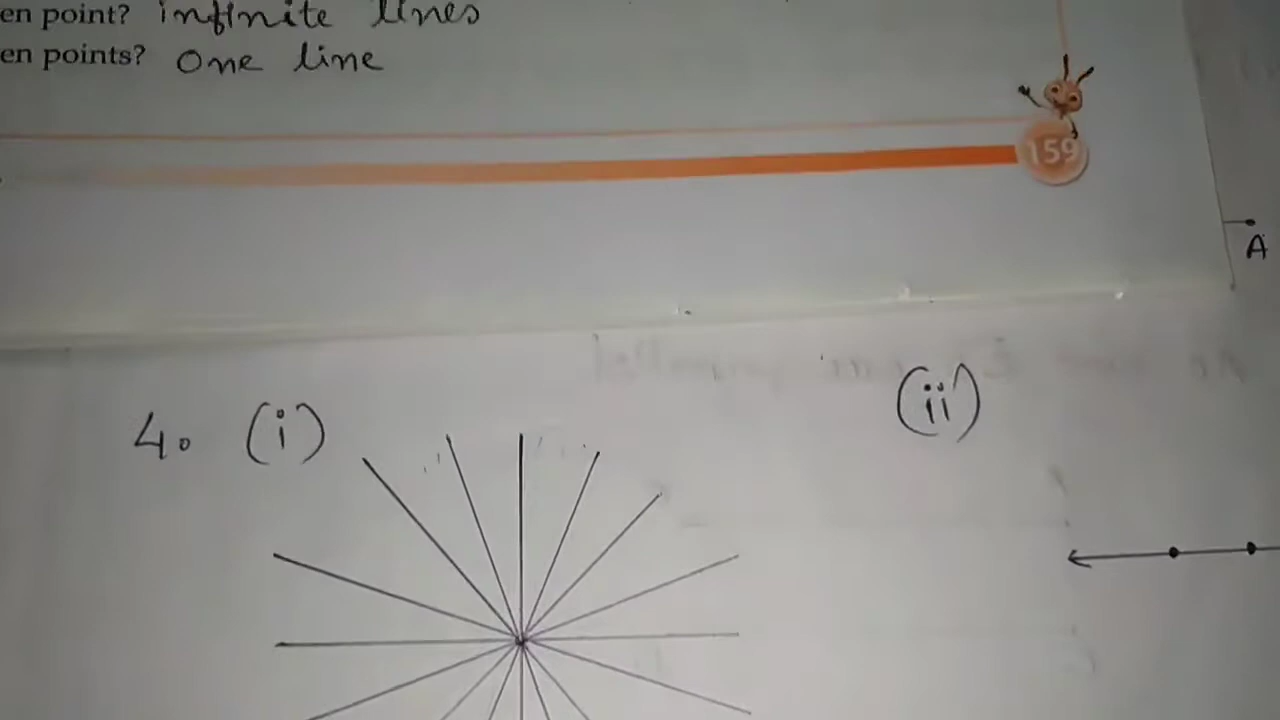 en point? infinite lines
en points? one line
159
A
4. (i)
(ii)